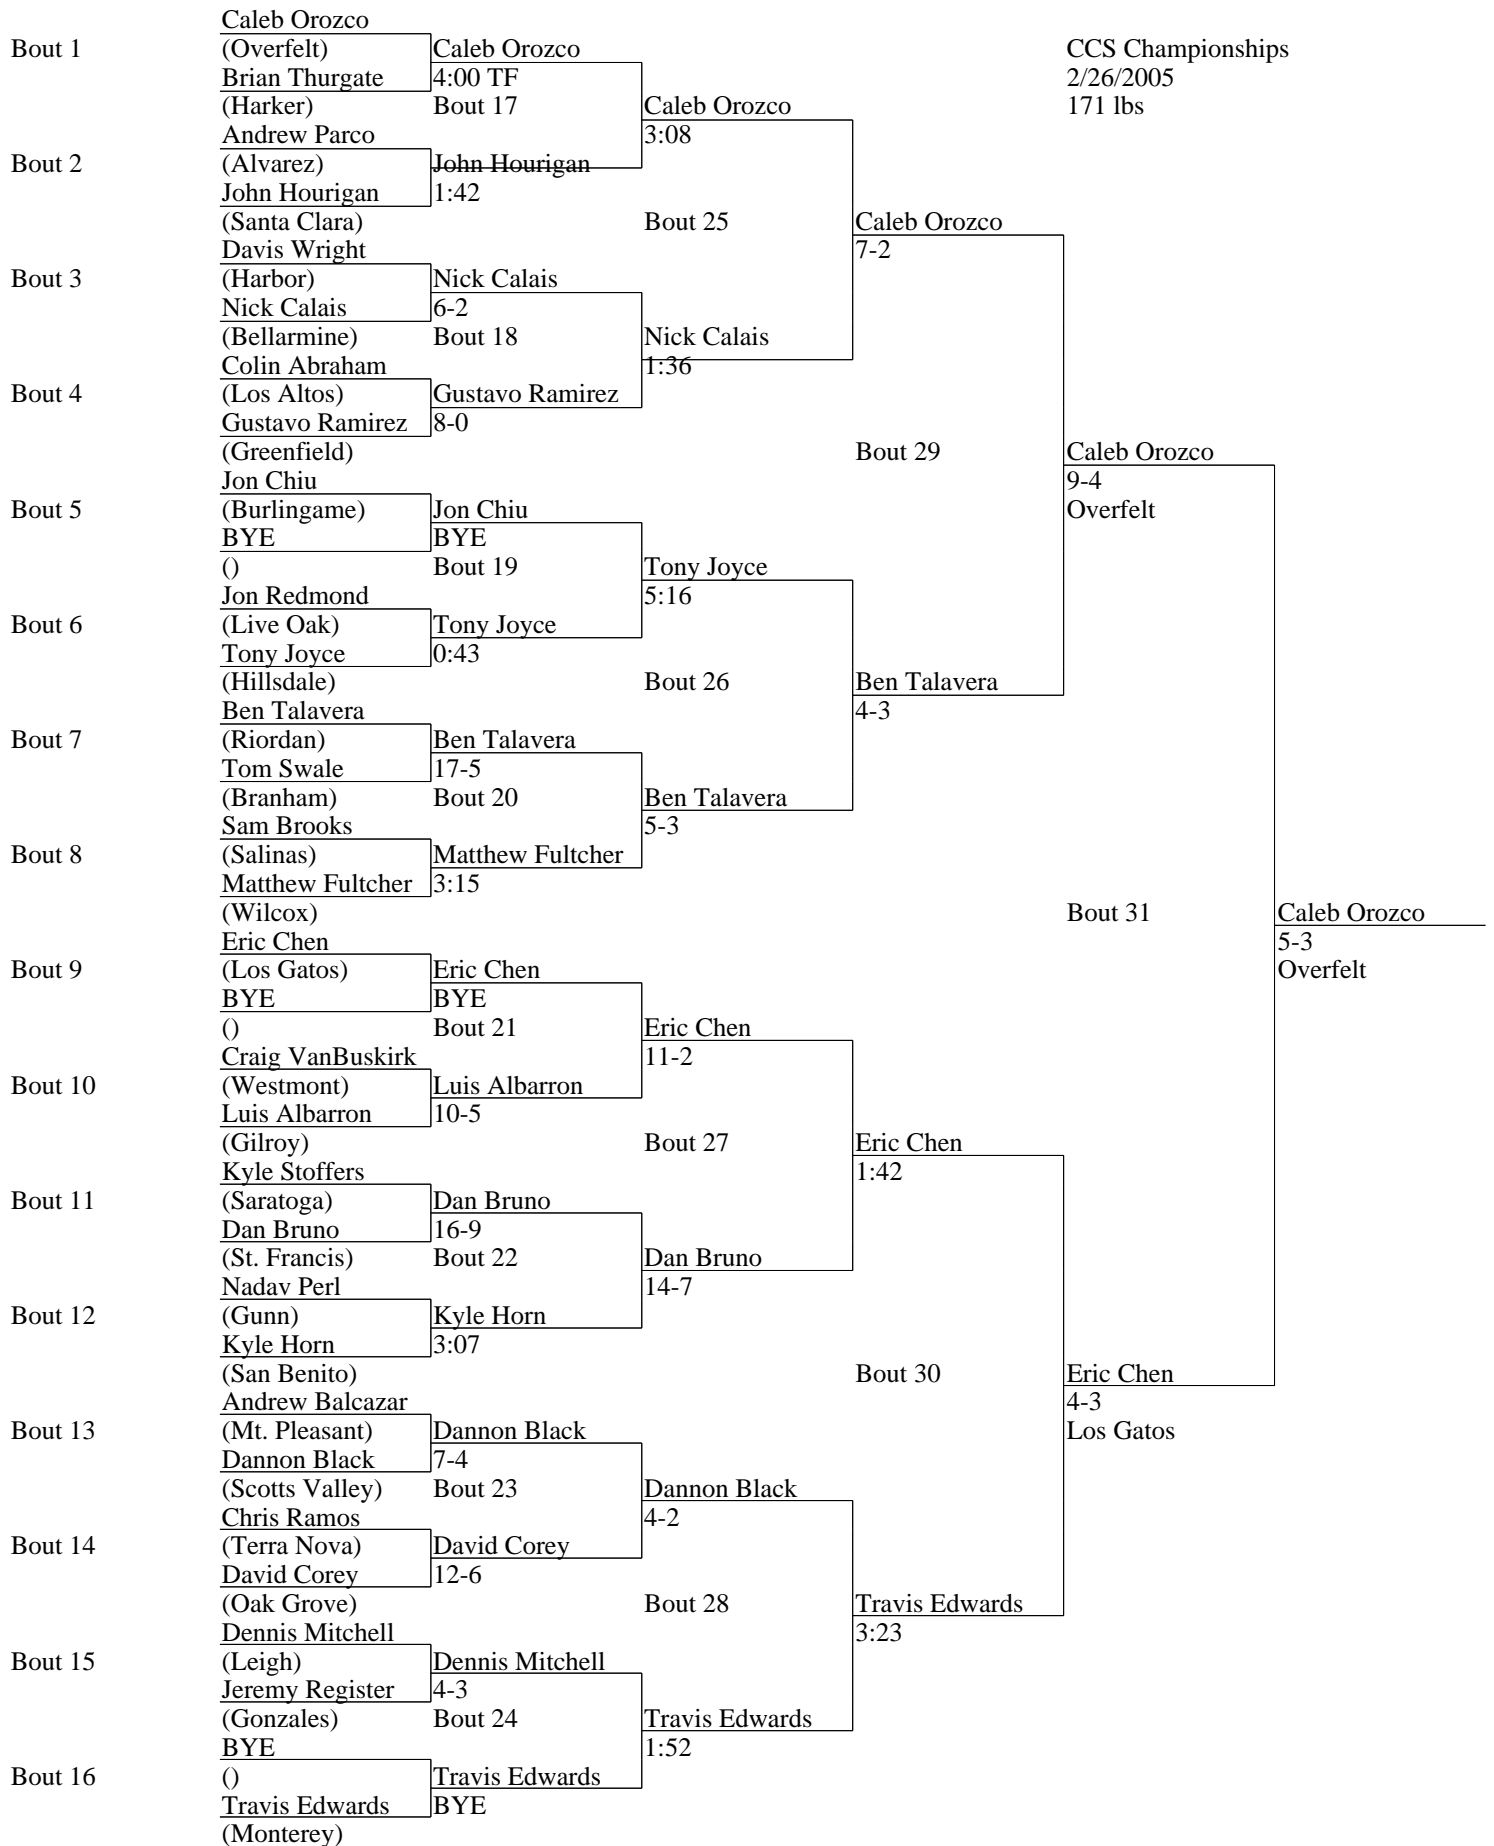 Caleb Orozco
Bout 1 (Overfelt) Caleb Orozco CCS Championships
Brian Thurgate 4:00 TF 2/26/2005
(Harker) Bout 17 Caleb Orozco 171 lbs
Andrew Parco 3:08
Bout 2 (Alvarez) John Hourigan
John Hourigan 1:42
(Santa Clara) Bout 25 Caleb Orozco
Davis Wright 7-2
Bout 3 (Harbor) Nick Calais
Nick Calais 6-2
(Bellarmine) Bout 18 Nick Calais
Colin Abraham 1:36
Bout 4 (Los Altos) Gustavo Ramirez
Gustavo Ramirez 8-0
(Greenfield) Bout 29 Caleb Orozco
Jon Chiu 9-4
Bout 5 (Burlingame) Jon Chiu Overfelt
BYE BYE
() Bout 19 Tony Joyce
Jon Redmond 5:16
Bout 6 (Live Oak) Tony Joyce
Tony Joyce 0:43
(Hillsdale) Bout 26 Ben Talavera
Ben Talavera 4-3
Bout 7 (Riordan) Ben Talavera
Tom Swale 17-5
(Branham) Bout 20 Ben Talavera
Sam Brooks 5-3
Bout 8 (Salinas) Matthew Fultcher
Matthew Fultcher 3:15
(Wilcox) Bout 31 Caleb Orozco
Eric Chen 5-3
Bout 9 (Los Gatos) Eric Chen Overfelt
BYE BYE
() Bout 21 Eric Chen
Craig VanBuskirk 11-2
Bout 10 (Westmont) Luis Albarron
Luis Albarron 10-5
(Gilroy) Bout 27 Eric Chen
Kyle Stoffers 1:42
Bout 11 (Saratoga) Dan Bruno
Dan Bruno 16-9
(St. Francis) Bout 22 Dan Bruno
Nadav Perl 14-7
Bout 12 (Gunn) Kyle Horn
Kyle Horn 3:07
(San Benito) Bout 30 Eric Chen
Andrew Balcazar 4-3
Bout 13 (Mt. Pleasant) Dannon Black Los Gatos
Dannon Black 7-4
(Scotts Valley) Bout 23 Dannon Black
Chris Ramos 4-2
Bout 14 (Terra Nova) David Corey
David Corey 12-6
(Oak Grove) Bout 28 Travis Edwards
Dennis Mitchell 3:23
Bout 15 (Leigh) Dennis Mitchell
Jeremy Register 4-3
(Gonzales) Bout 24 Travis Edwards
BYE 1:52
Bout 16 () Travis Edwards
Travis Edwards BYE
(Monterey)